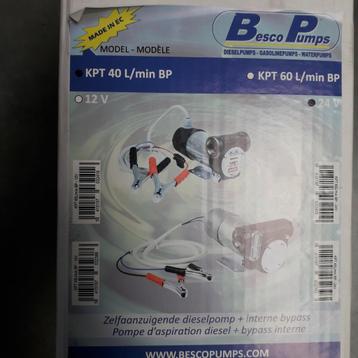 MADE IN EC
Besco Pumps
DIESELPUMPS - GASOLINEPUMPS - WATERPUMPS
MODEL - MODÈLE
KPT 40 L/min BP
KPT 60 L/min BP
12 V
24 V
Zelfaanzuigende dieselpomp + interne bypass
Pompe d'aspiration diesel + bypass interne
WWW.BESCOPUMPS.COM